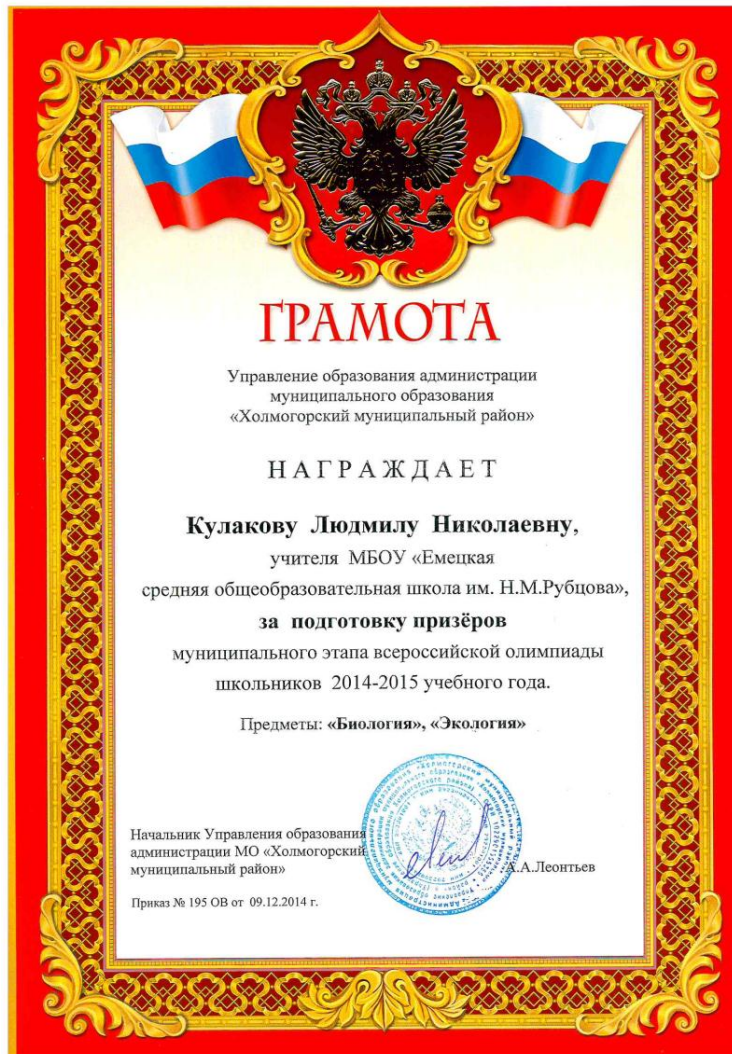 ГРАМОТА
Управление образования администрации
муниципального образования
«Холмогорский муниципальный район»
НАГРАЖДАЕТ
Кулакову Людмилу Николаевну,
учителя МБОУ «Емецкая
средняя общеобразовательная школа им. Н.М.Рубцова»,
за подготовку призёров
муниципального этапа всероссийской олимпиады
школьников 2014-2015 учебного года.
Предметы: «Биология», «Экология»
Начальник Управления образования
администрации МО «Холмогорский
муниципальный район»
А.А.Леонтьев
Приказ № 195 ОВ от 09.12.2014 г.